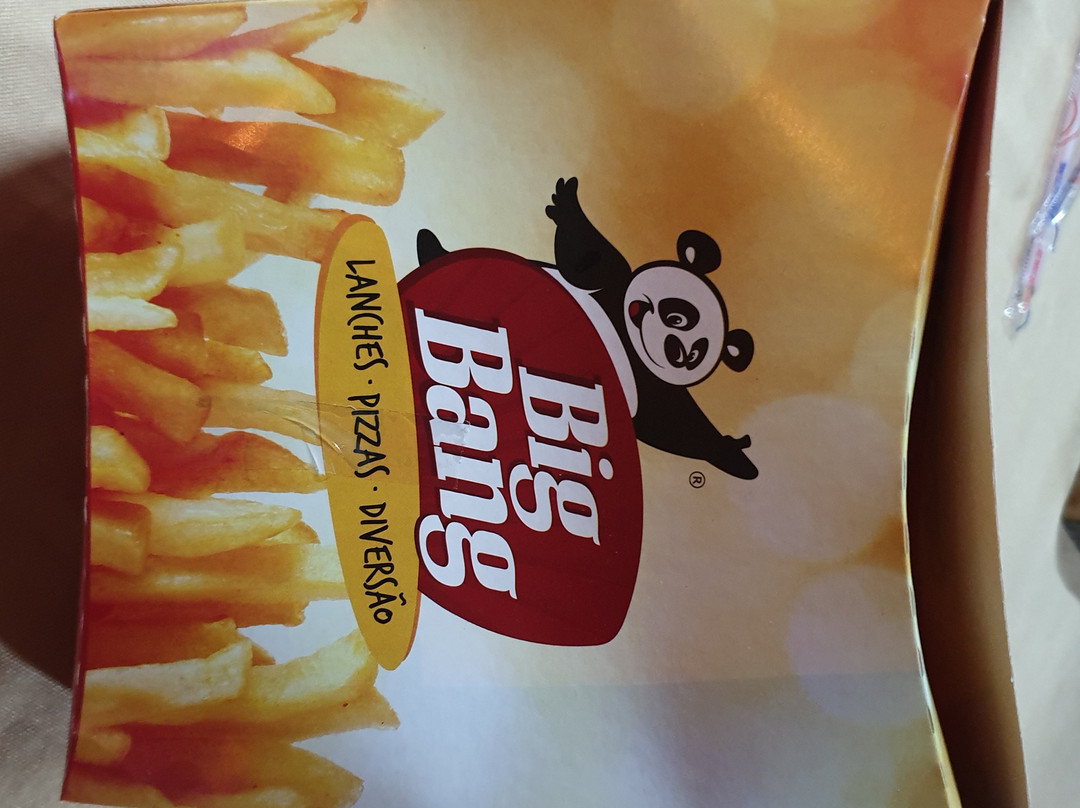 Big
Bang
®
LANCHES · PIZZAS · DIVERSÃO